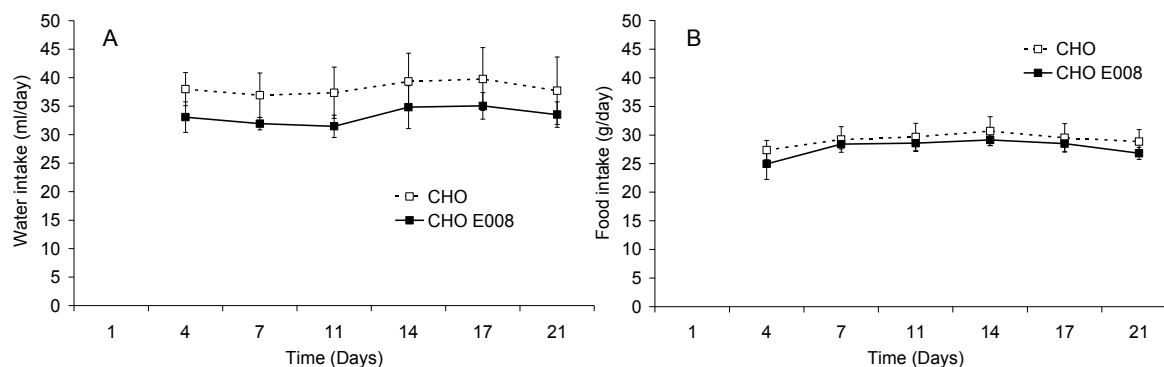 A
Water intake (ml/day)
50
45
40
35
30
25
20
15
10
5
0
CHO
CHO E008
1 4 7 11 14 17 21
Time (Days)
B
Food intake (g/day)
50
45
40
35
30
25
20
15
10
5
0
CHO
CHO E008
1 4 7 11 14 17 21
Time (Days)